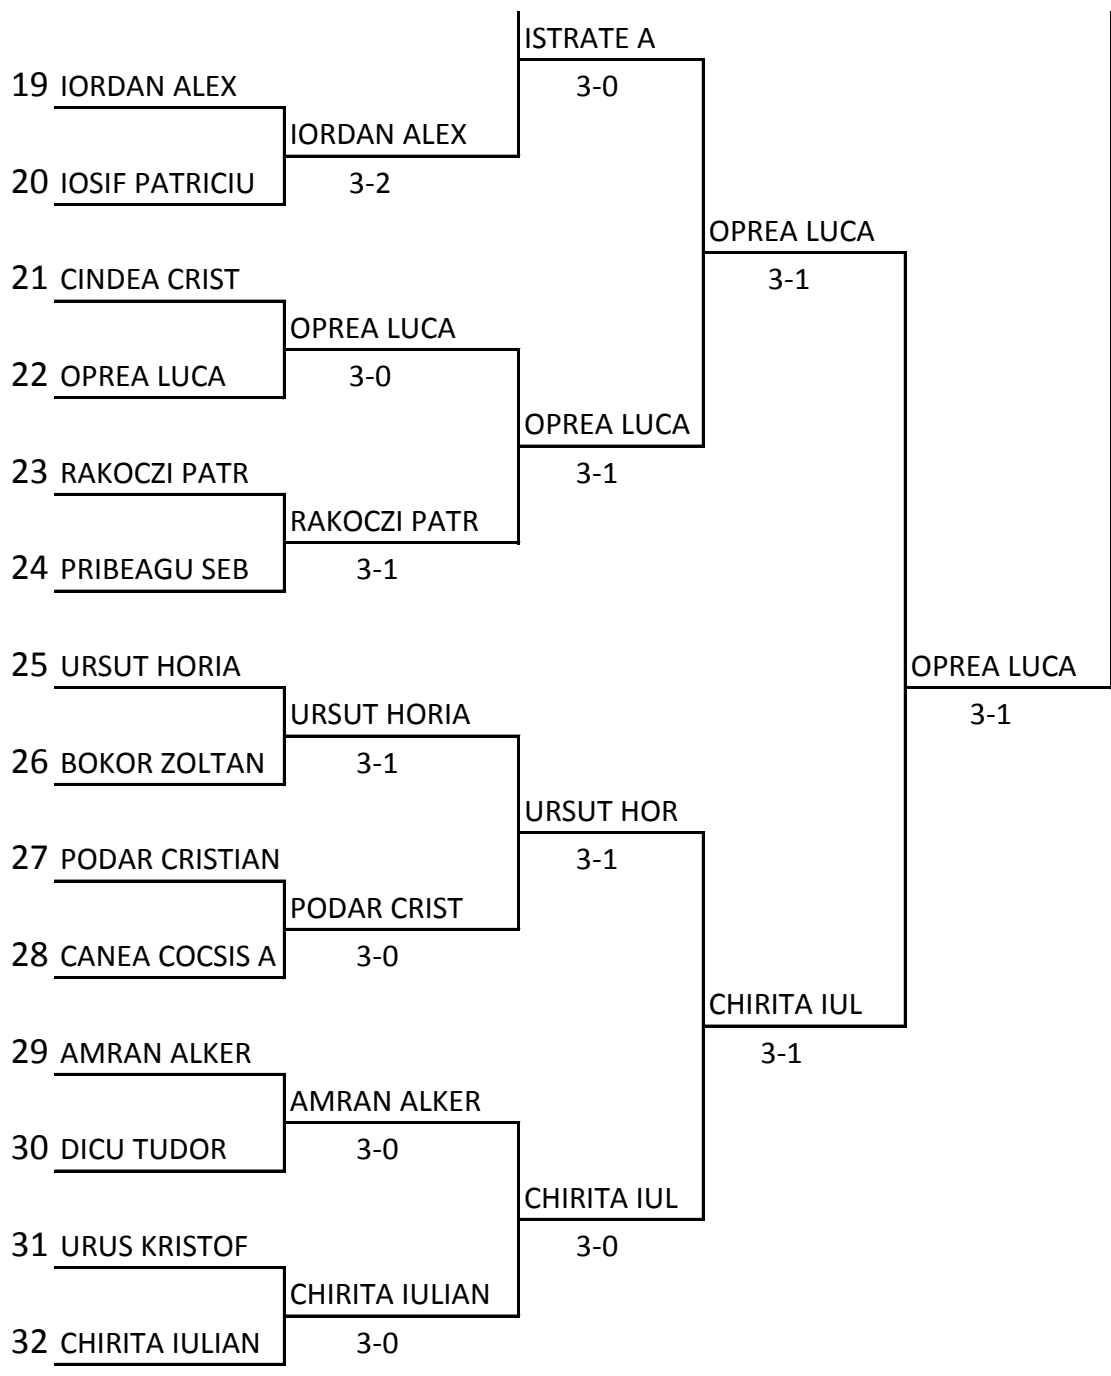 ISTRATE A
3-0
19 IORDAN ALEX
IORDAN ALEX
3-2
20 IOSIF PATRICIU
OPREA LUCA
3-1
21 CINDEA CRIST
OPREA LUCA
3-0
22 OPREA LUCA
OPREA LUCA
3-1
23 RAKOCZI PATR
RAKOCZI PATR
3-1
24 PRIBEAGU SEB
25 URSUT HORIA
OPREA LUCA
3-1
URSUT HORIA
3-1
26 BOKOR ZOLTAN
URSUT HOR
3-1
27 PODAR CRISTIAN
PODAR CRIST
3-0
28 CANEA COCSIS A
CHIRITA IUL
3-1
29 AMRAN ALKER
AMRAN ALKER
3-0
30 DICU TUDOR
CHIRITA IUL
3-0
31 URUS KRISTOF
CHIRITA IULIAN
3-0
32 CHIRITA IULIAN